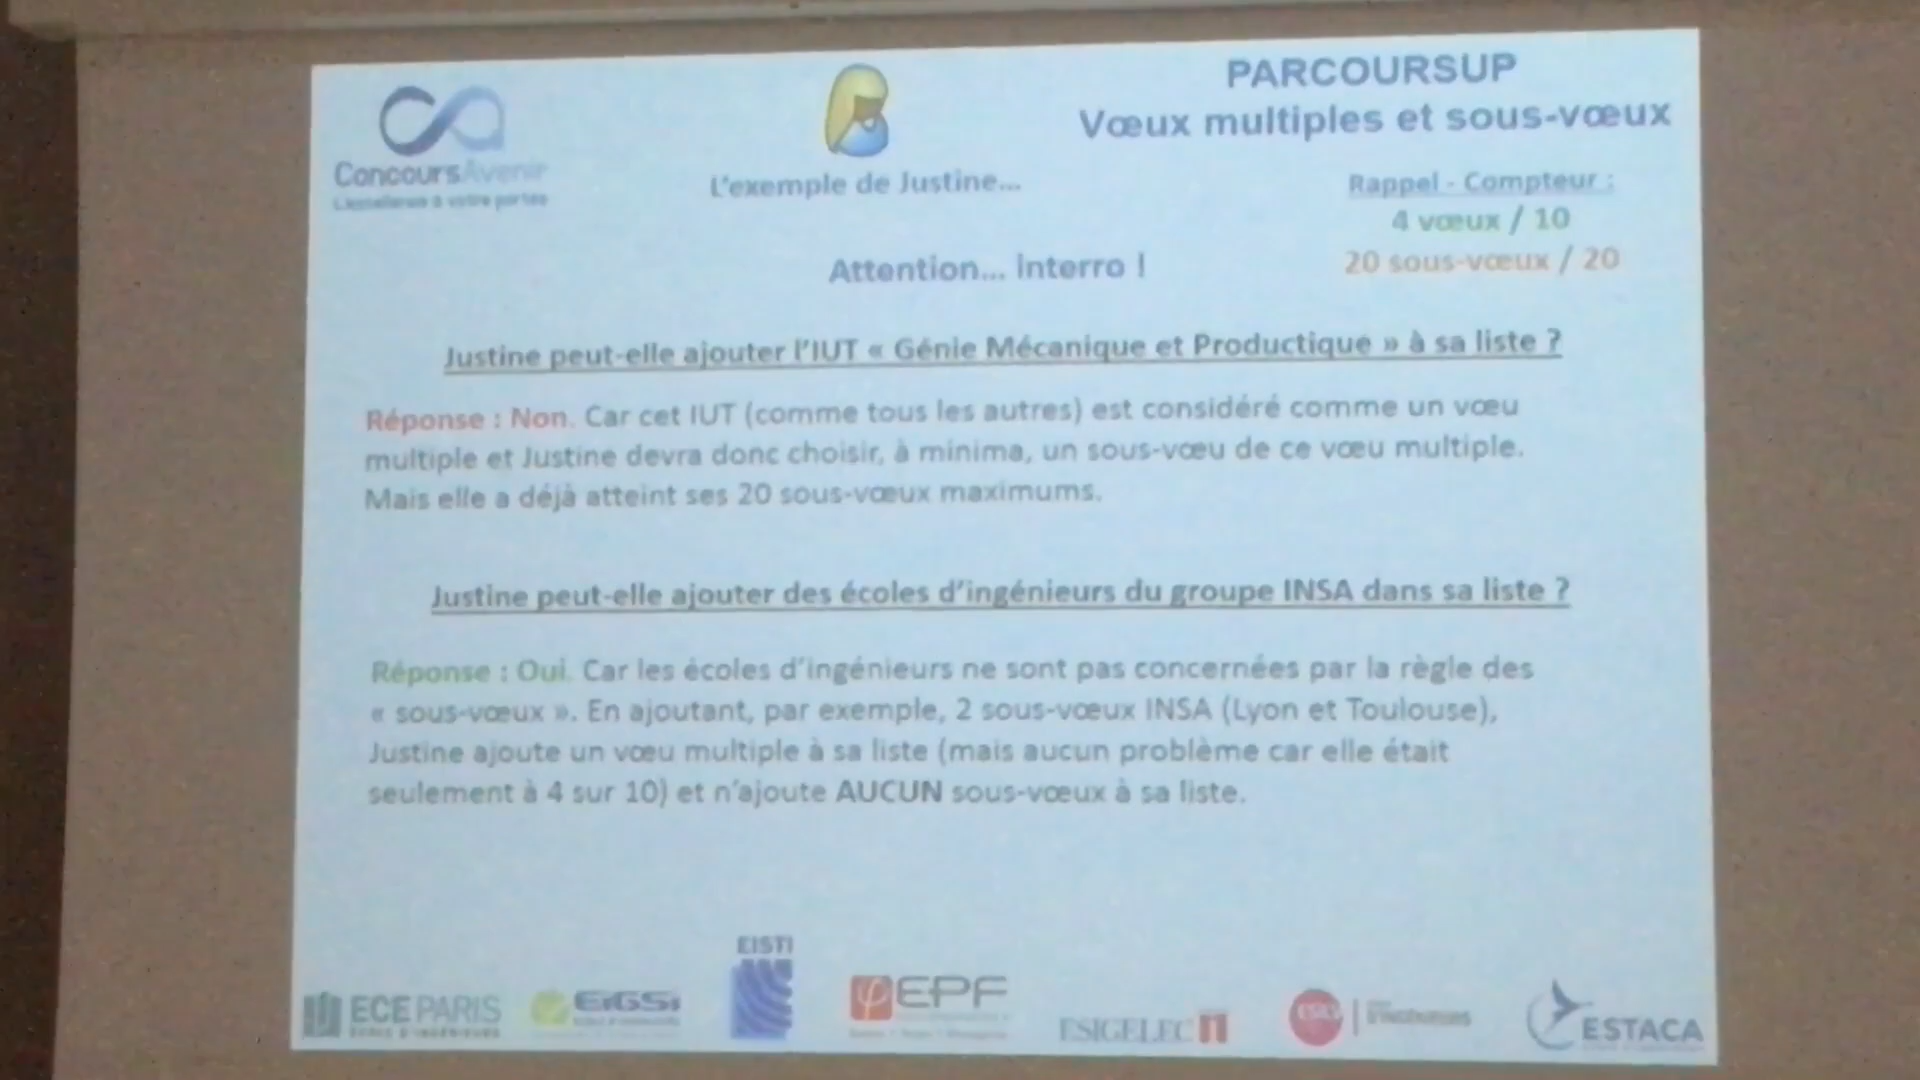 PARCOURSUP
Vœux multiples et sous-vœux
ConcoursAvenir
L'excellence à votre portée
L'exemple de Justine...
Rappel - Compteur :
4 vœux / 10
20 sous-vœux / 20
Attention... interro !
Justine peut-elle ajouter l'IUT « Génie Mécanique et Productique » à sa liste ?
Réponse : Non. Car cet IUT (comme tous les autres) est considéré comme un vœu
multiple et Justine devra donc choisir, à minima, un sous-vœu de ce vœu multiple.
Mais elle a déjà atteint ses 20 sous-vœux maximums.
Justine peut-elle ajouter des écoles d'ingénieurs du groupe INSA dans sa liste ?
Réponse : Oui. Car les écoles d'ingénieurs ne sont pas concernées par la règle des
« sous-vœux ». En ajoutant, par exemple, 2 sous-vœux INSA (Lyon et Toulouse),
Justine ajoute un vœu multiple à sa liste (mais aucun problème car elle était
seulement à 4 sur 10) et n'ajoute AUCUN sous-vœux à sa liste.
ECE PARIS
ÉCOLE D'INGÉNIEURS
EiGSi
EISTI
EPF
ESIGELEC
ESTACA